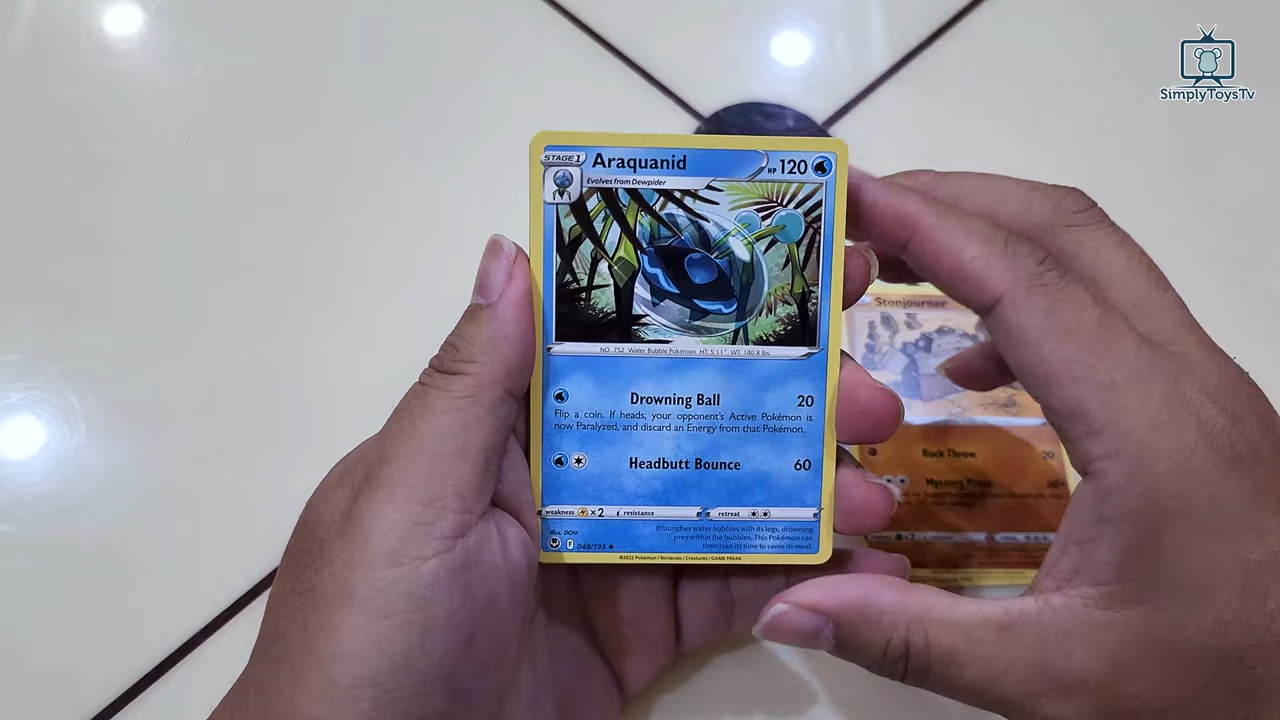 SimplyToysTv
STAGE 1
Araquanid
HP 120
Evolves from Dewpider
NO. 752 Water Bubble Pokémon HT: 5'11" WT: 180.8 lbs.
Drowning Ball 20
Flip a coin. If heads, your opponent's Active Pokémon is
now Paralyzed, and discard an Energy from that Pokémon.
Headbutt Bounce 60
weakness ×2 resistance retreat
Illus. DOM
F 048/195
It launches water bubbles with its legs, drowning
prey within the bubbles. This Pokémon can
then take its time to savor its meal.
©2022 Pokémon / Nintendo / Creatures / GAME FREAK
Stonjourner
Rock Throw 20
Mystery